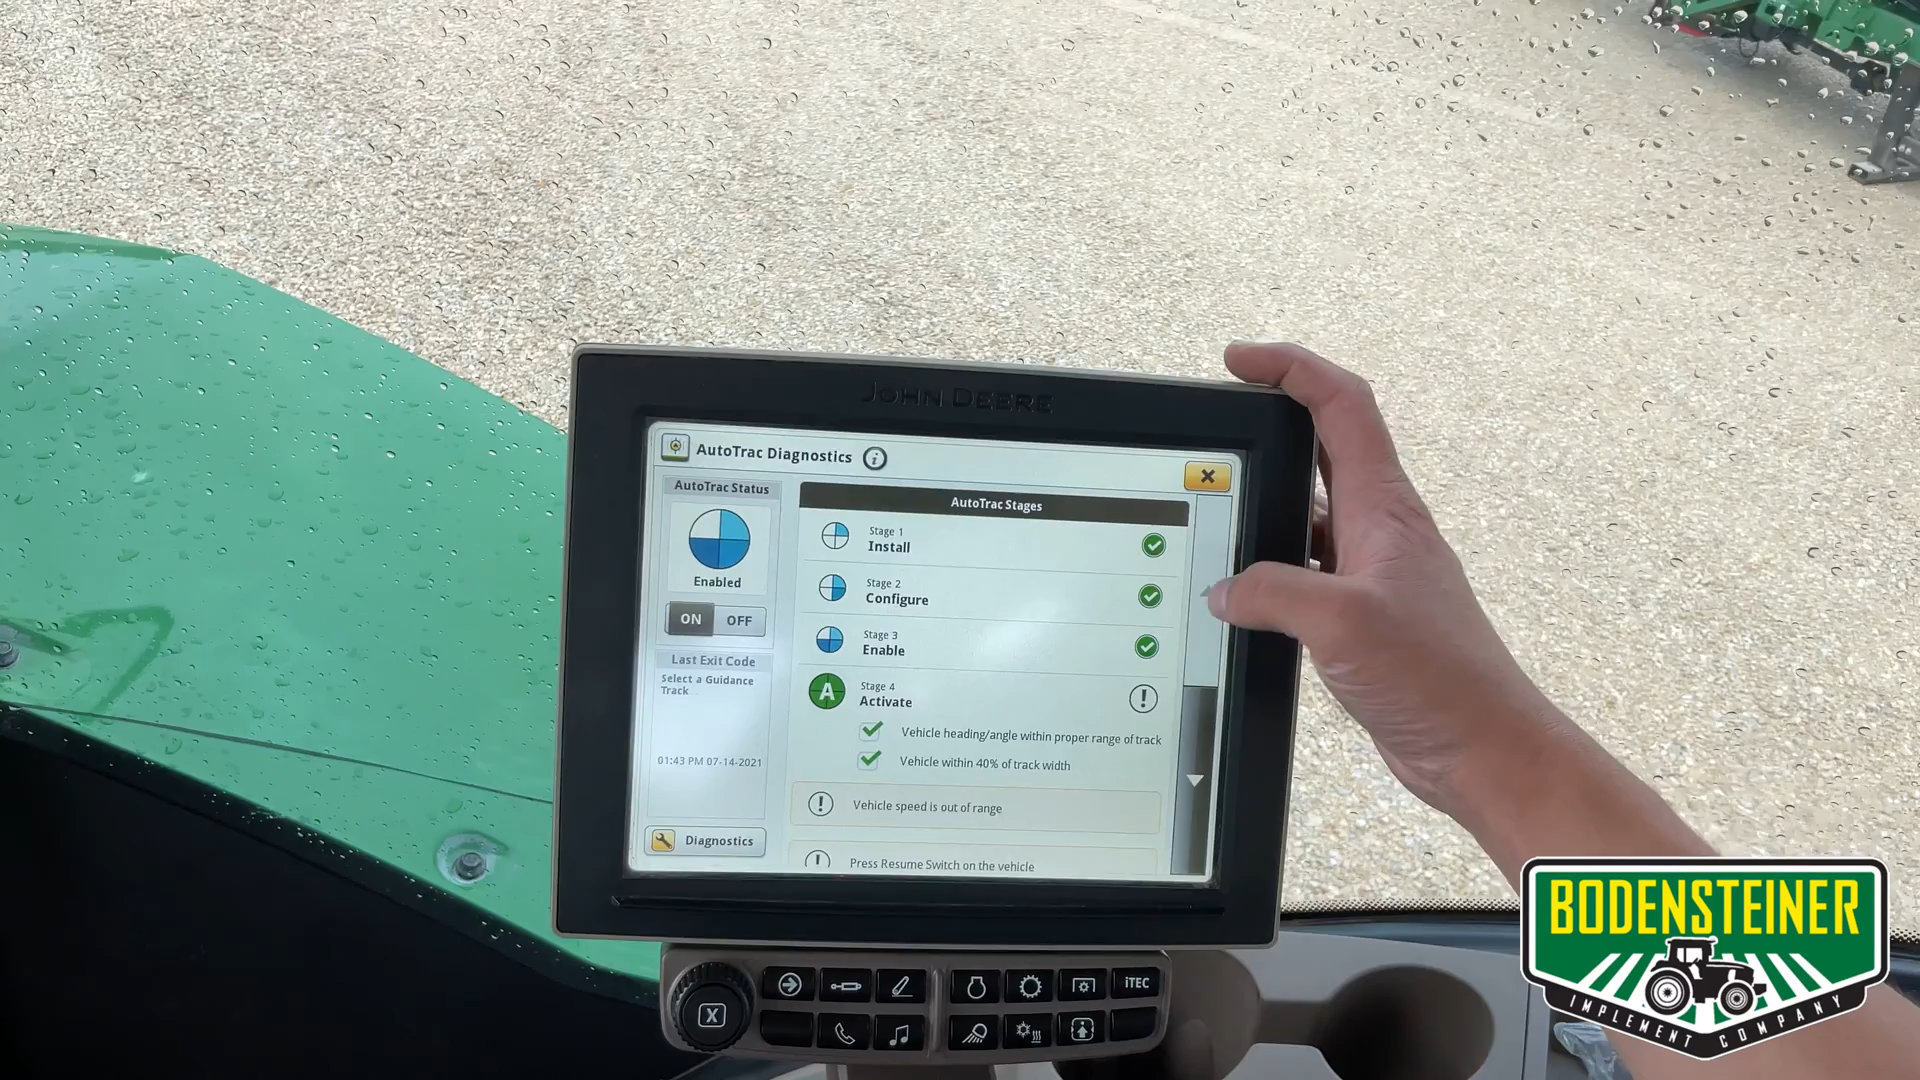 JOHN DEERE
AutoTrac Diagnostics
AutoTrac Status
Enabled
ON OFF
Last Exit Code
Select a Guidance
Track
01:43 PM 07-14-2021
Diagnostics
AutoTrac Stages
Stage 1
Install
Stage 2
Configure
Stage 3
Enable
A
Stage 4
Activate
Vehicle heading/angle within proper range of track
Vehicle within 40% of track width
Vehicle speed is out of range
Press Resume Switch on the vehicle
X
iTEC
BODENSTEINER
IMPLEMENT COMPANY